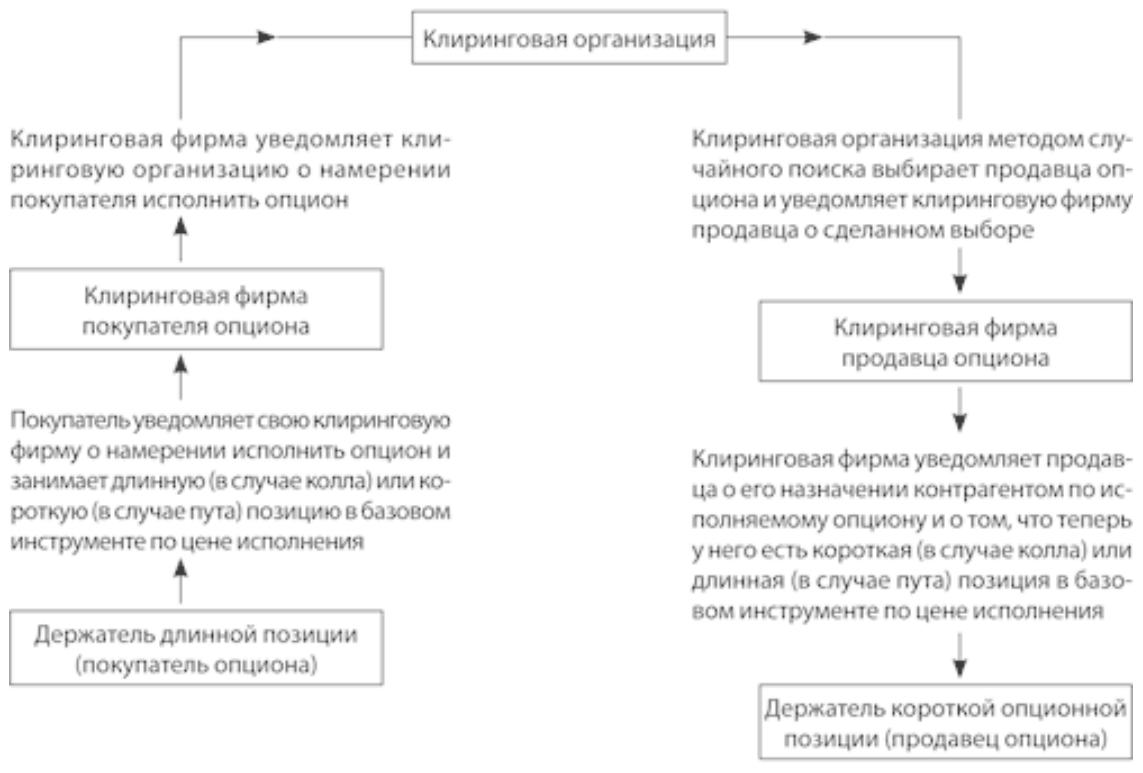 Клиринговая организация
Клиринговая фирма уведомляет кли-
ринговую организацию о намерении
покупателя исполнить опцион
Клиринговая фирма
покупателя опциона
Покупатель уведомляет свою клиринговую
фирму о намерении исполнить опцион и
занимает длинную (в случае колла) или ко-
роткую (в случае пута) позицию в базовом
инструменте по цене исполнения
Держатель длинной позиции
(покупатель опциона)
Клиринговая организация методом слу-
чайного поиска выбирает продавца оп-
циона и уведомляет клиринговую фирму
продавца о сделанном выборе
Клиринговая фирма
продавца опциона
Клиринговая фирма уведомляет продав-
ца о его назначении контрагентом по ис-
полняемому опциону и о том, что теперь
у него есть короткая (в случае колла) или
длинная (в случае пута) позиция в базо-
вом инструменте по цене исполнения
Держатель короткой опционной
позиции (продавец опциона)